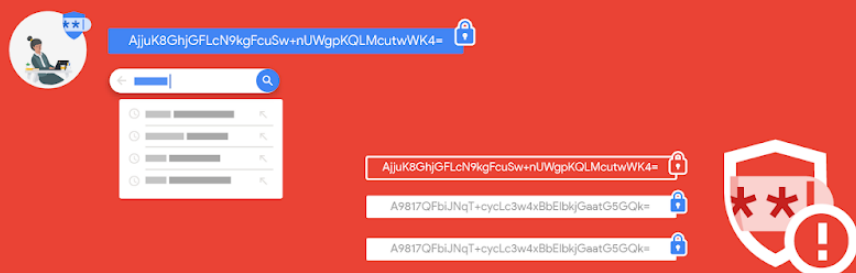 **
AjjuK8GhjGFLcN9kgFcuSw+nUWgpKQLMcutwWK4=
AjjuK8GhjGFLcN9kgFcuSw+nUWgpKQLMcutwWK4=
A9817QFbiJNqT+cycLc3w4xBbElbkjGaatG5GQk=
A9817QFbiJNqT+cycLc3w4xBbElbkjGaatG5GQk=
**
!